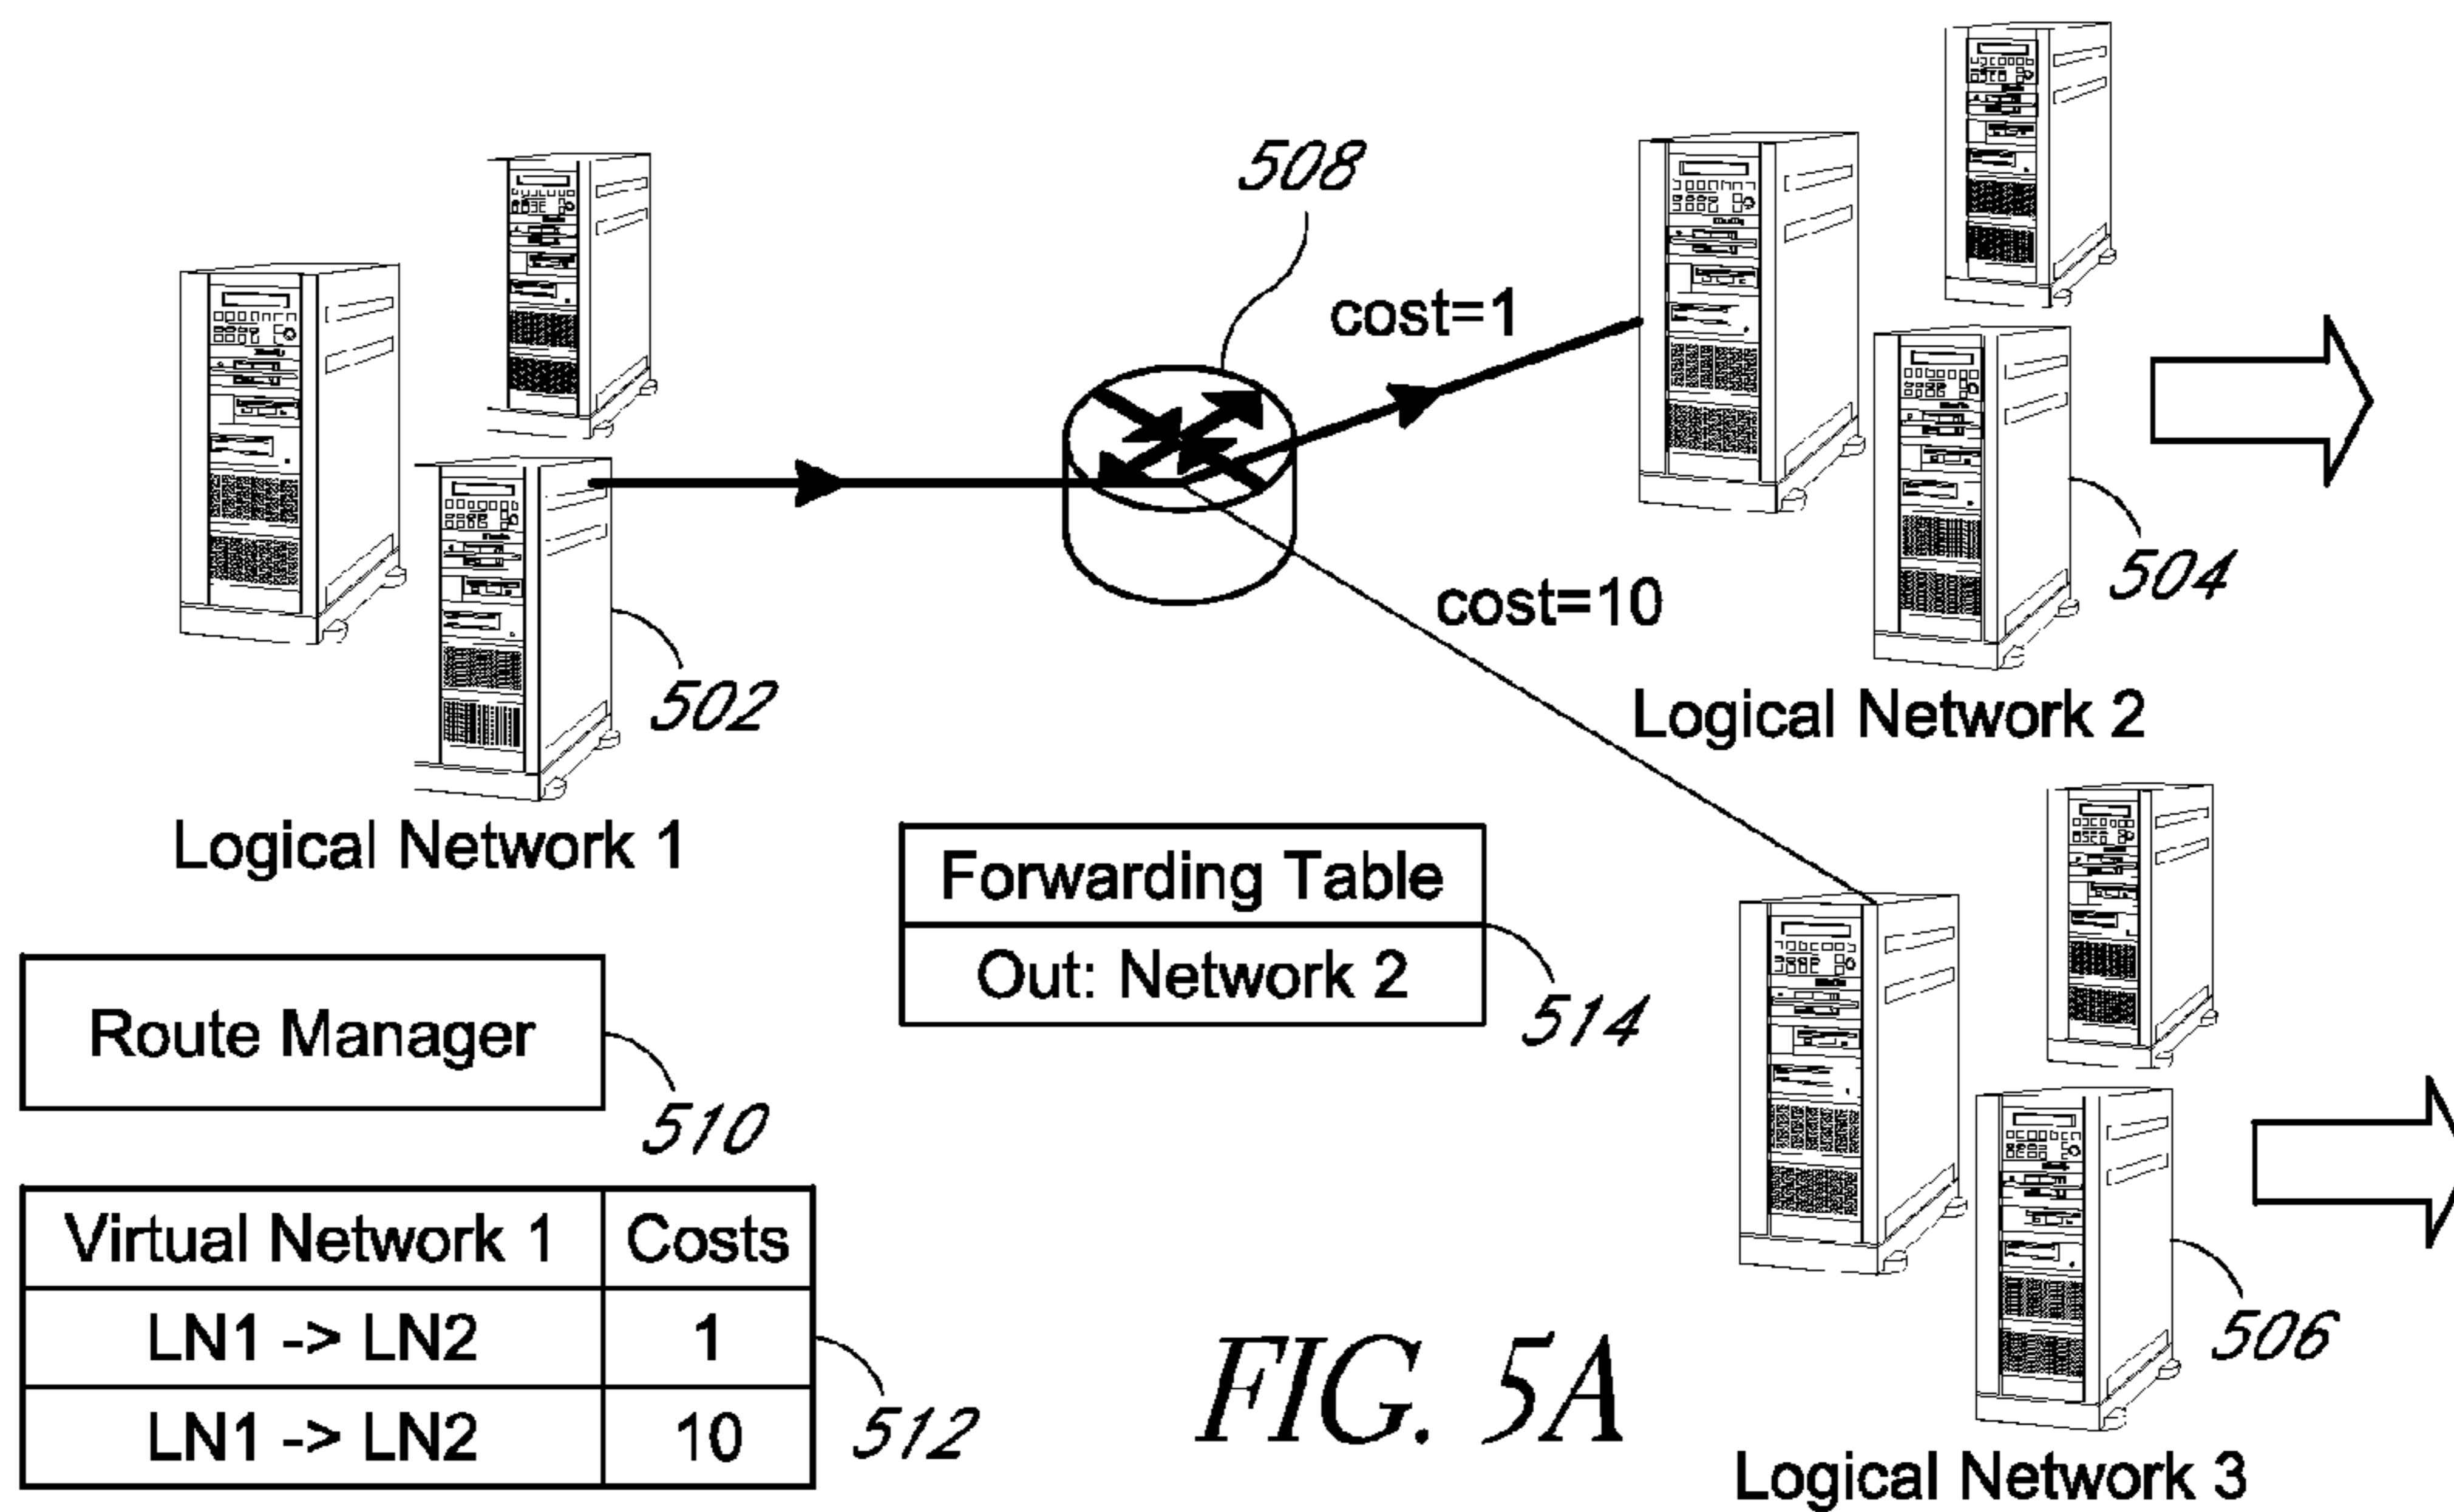 508
cost=1
cost=10
504
502
Logical Network 2
Logical Network 1
Forwarding Table
Out: Network 2
514
Route Manager
510
Virtual Network 1 Costs
LN1 -> LN2 1
LN1 -> LN2 10
512
506
FIG. 5A
Logical Network 3